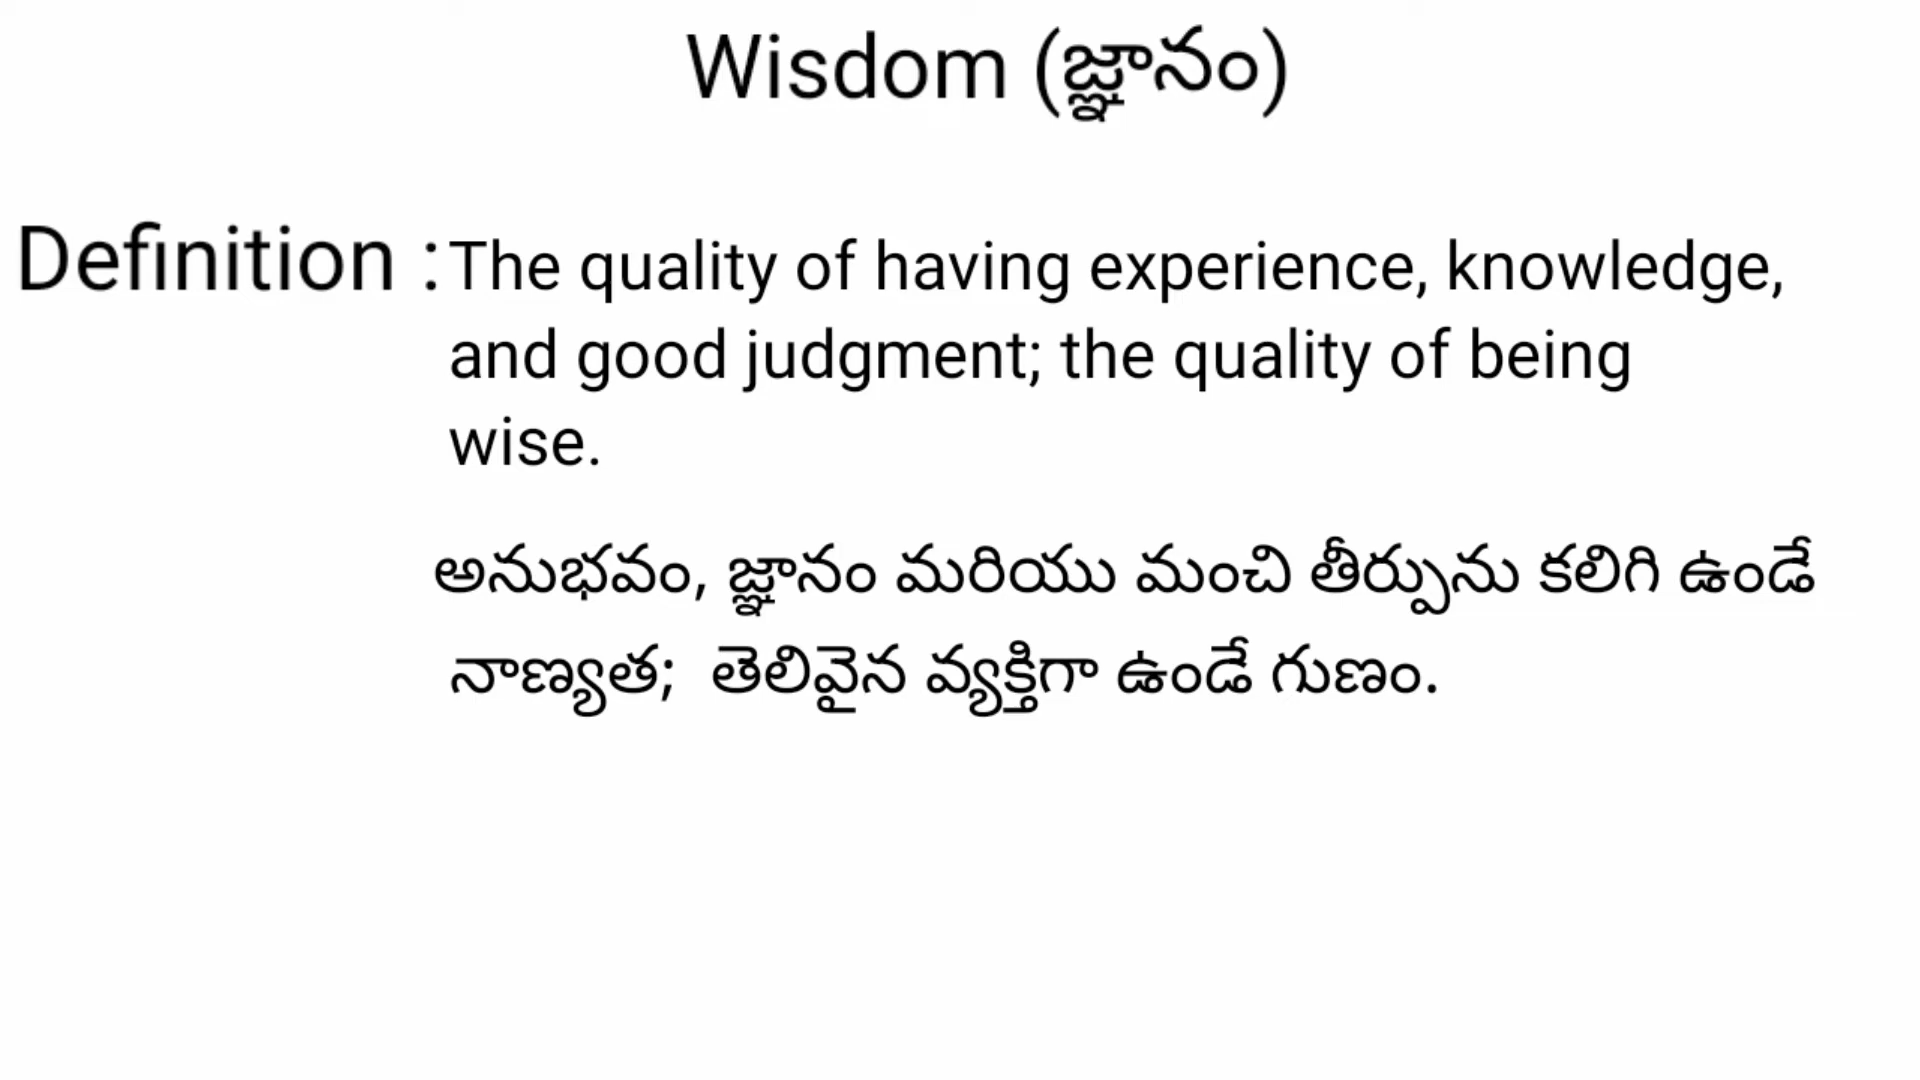 Wisdom (జ్ఞానం)
Definition : The quality of having experience, knowledge,
and good judgment; the quality of being
wise.
అనుభవం, జ్ఞానం మరియు మంచి తీర్పును కలిగి ఉండే
నాణ్యత; తెలివైన వ్యక్తిగా ఉండే గుణం.